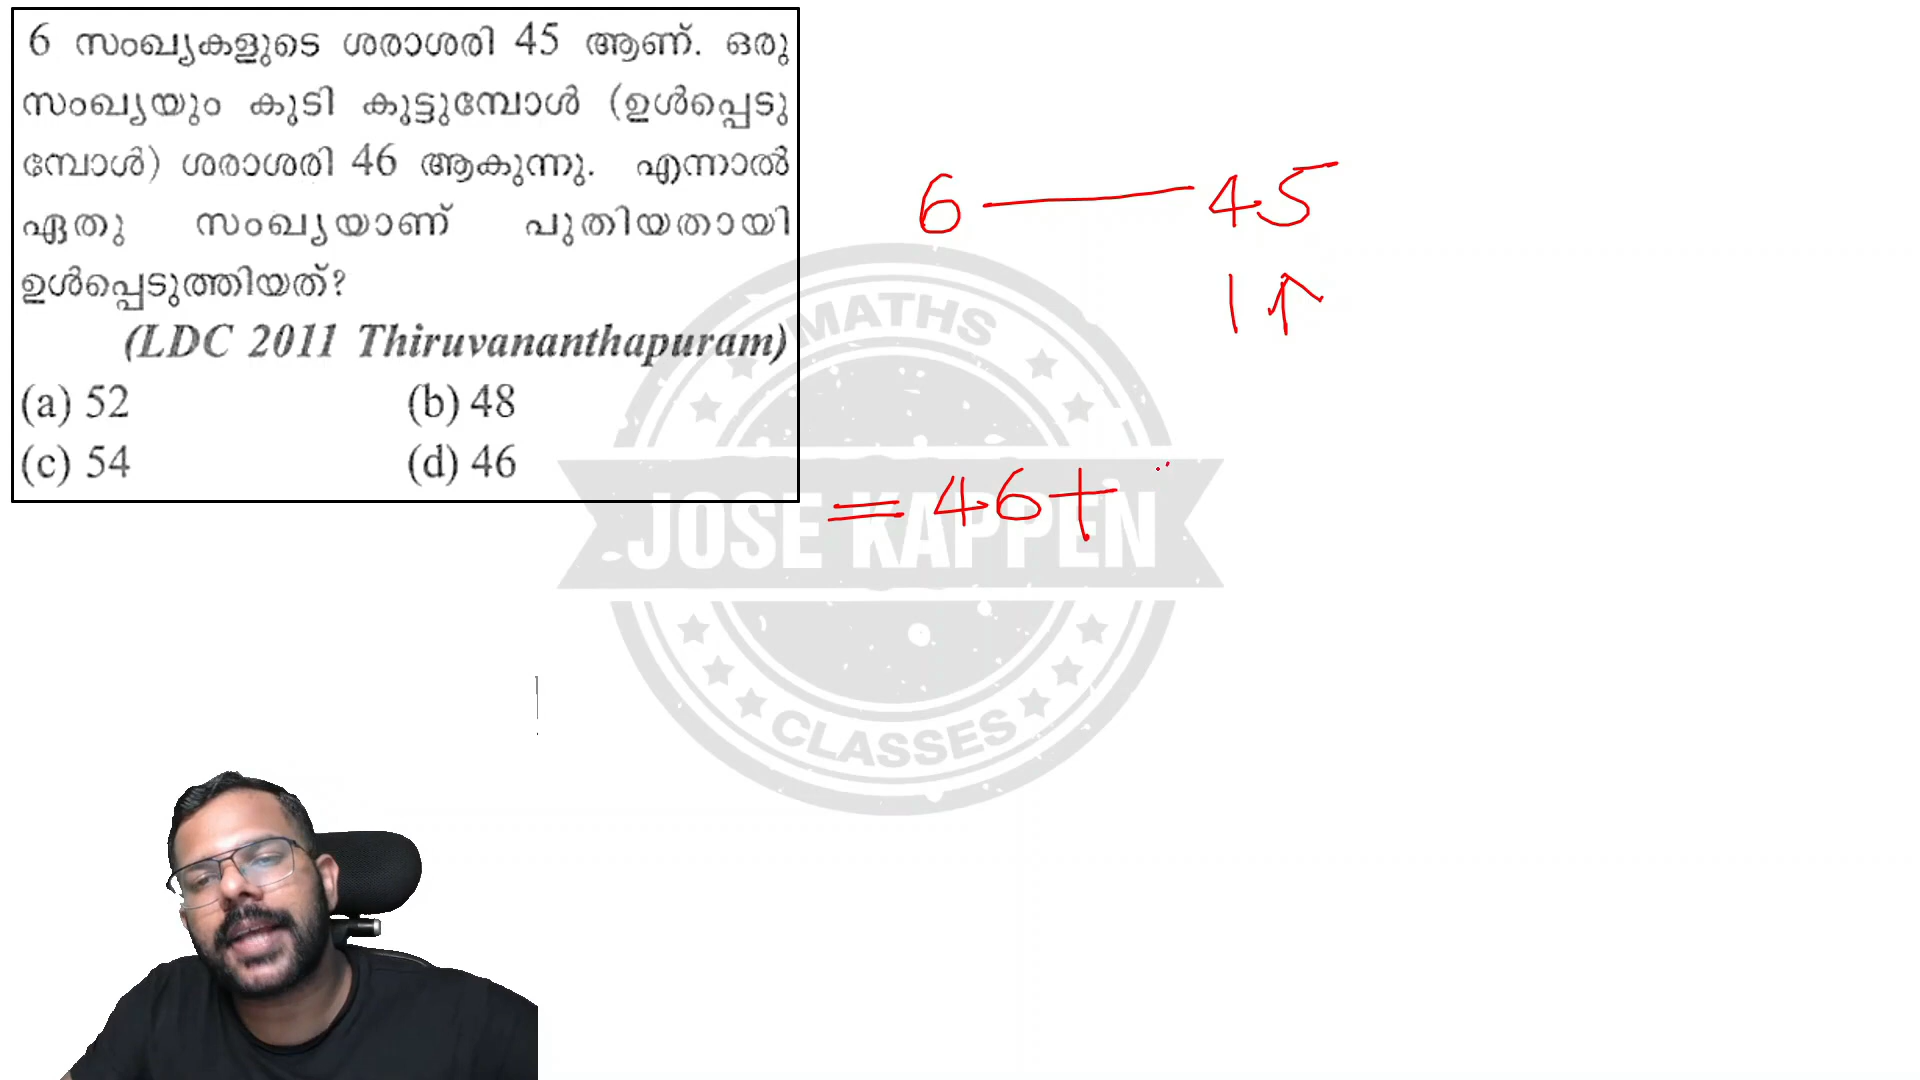 6 സംഖ്യകളുടെ ശരാശരി 45 ആണ്. ഒരു
സംഖ്യയും കൂടി കൂട്ടുമ്പോൾ (ഉൾപ്പെടു
മ്പോൾ) ശരാശരി 46 ആകുന്നു. എന്നാൽ
ഏതു സംഖ്യയാണ് പുതിയതായി
ഉൾപ്പെടുത്തിയത്?
(LDC 2011 Thiruvananthapuram)
(a) 52 (b) 48
(c) 54 (d) 46
6 — 45
1 ↑
= 46 +
MATHS
JOSE KAPPEN
CLASSES